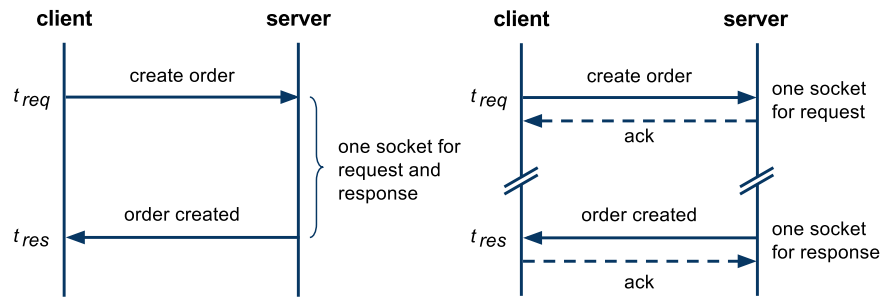 client
server
create order
t req
one socket for
request and
response
order created
t res
client
server
create order
t req
one socket
for request
ack
order created
t res
one socket
for response
ack